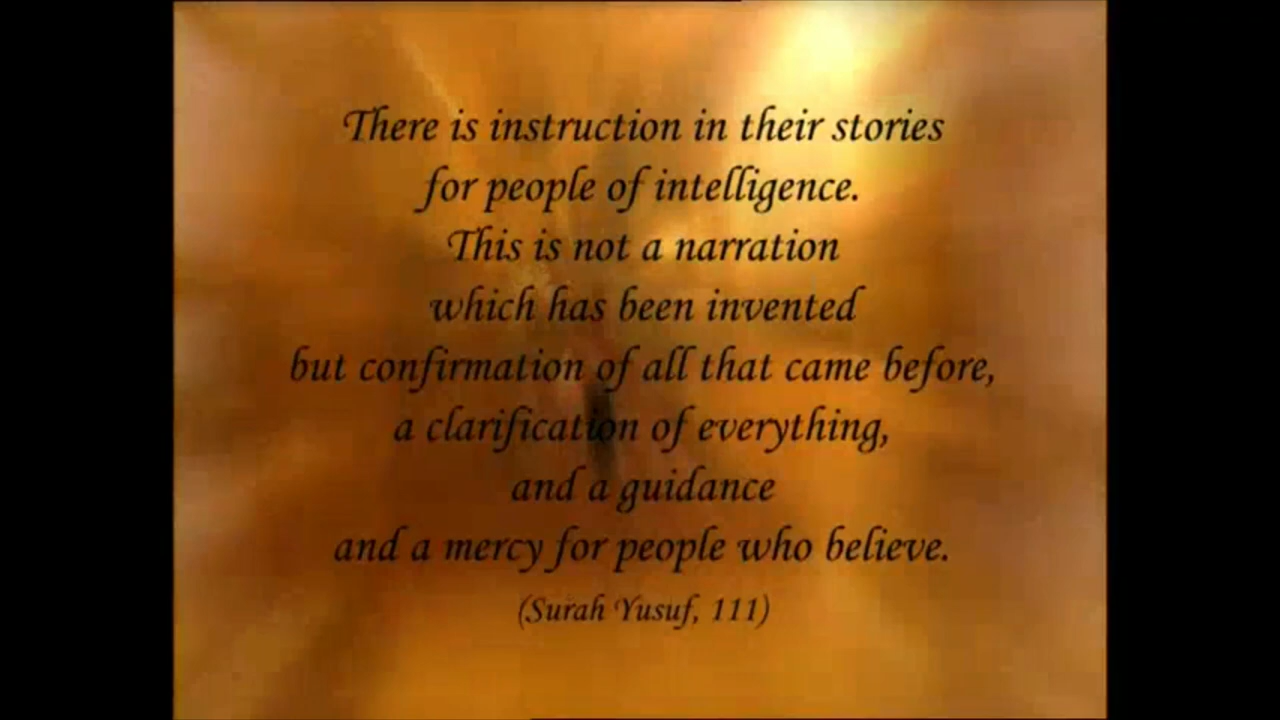 There is instruction in their stories
for people of intelligence.
This is not a narration
which has been invented
but confirmation of all that came before,
a clarification of everything,
and a guidance
and a mercy for people who believe.
(Surah Yusuf, 111)